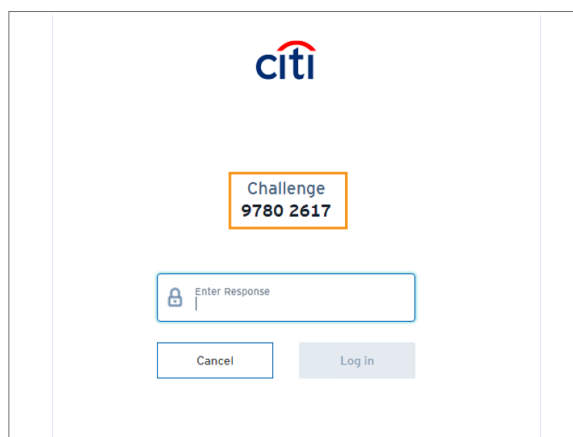 citi
Challenge
9780 2617
Enter Response
Cancel
Log in